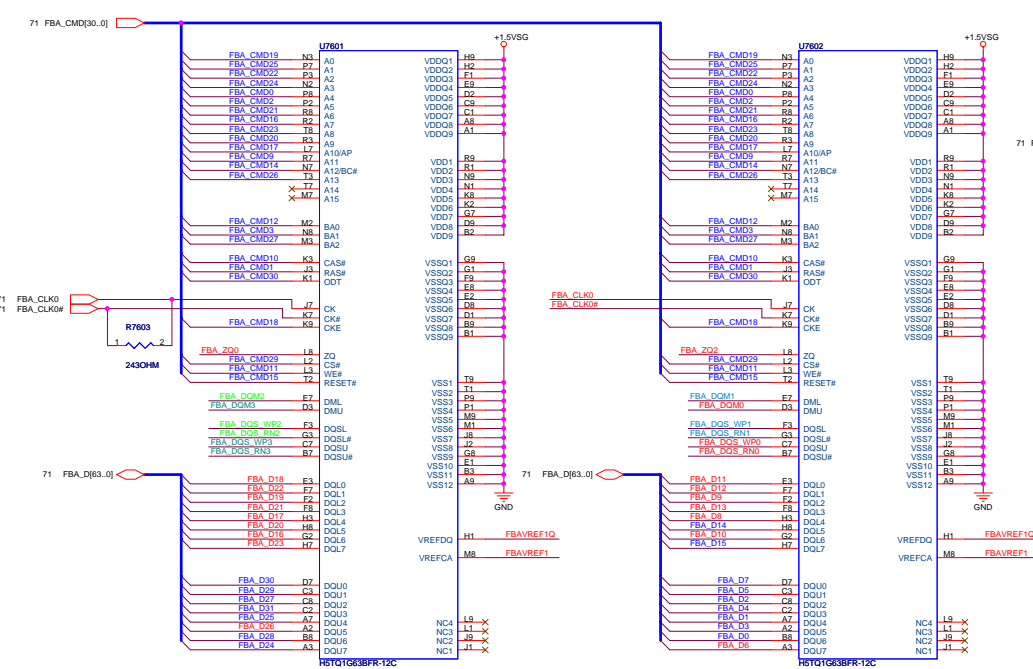 71 FBA_CMD[30..0]
U7601
+1.5VSG
FBA_CMD19 N3 A0 VDDQ1 H9
FBA_CMD25 P7 A1 VDDQ2 H2
FBA_CMD22 P3 A2 VDDQ3 F1
FBA_CMD24 N2 A3 VDDQ4 E9
FBA_CMD0 P8 A4 VDDQ5 D2
FBA_CMD2 P2 A5 VDDQ6 C9
FBA_CMD21 R8 A6 VDDQ7 C1
FBA_CMD16 R2 A7 VDDQ8 A8
FBA_CMD23 T8 A8 VDDQ9 A1
FBA_CMD20 R3 A9
FBA_CMD17 L7 A10/AP VDD1 R9
FBA_CMD9 R7 A11 VDD2 R1
FBA_CMD14 N7 A12/BC# VDD3 N9
FBA_CMD26 T3 A13 VDD4 N1
T7 A14 VDD5 K8
M7 A15 VDD6 K2
VDD7 G7
FBA_CMD12 M2 BA0 VDD8 D9
FBA_CMD3 N8 BA1 VDD9 B2
FBA_CMD27 M3 BA2
FBA_CMD10 K3 CAS# VSSQ1 G9
FBA_CMD1 J3 RAS# VSSQ2 G1
FBA_CMD30 K1 ODT VSSQ3 F9
VSSQ4 E8
71 FBA_CLK0 VSSQ5 E2
71 FBA_CLK0# J7 CK VSSQ6 D8
K7 CK# VSSQ7 D1
FBA_CMD18 K9 CKE VSSQ8 B9
VSSQ9 B1
R7603
1 2
243OHM
FBA_ZQ0 L8 ZQ
FBA_CMD29 L2 CS#
FBA_CMD11 L3 WE#
FBA_CMD15 T2 RESET# VSS1 T9
VSS2 T1
FBA_DQM2 E7 DML VSS3 P9
FBA_DQM3 D3 DMU VSS4 P1
VSS5 M9
FBA_DQS_WP2 F3 DQSL VSS6 M1
FBA_DQS_RN2 G3 DQSL# VSS7 J8
FBA_DQS_WP3 C7 DQSU VSS8 J2
FBA_DQS_RN3 B7 DQSU# VSS9 G8
VSS10 E1
VSS11 B3
VSS12 A9
71 FBA_D[63..0]
GND
FBA_D18 E3 DQL0
FBA_D22 F7 DQL1
FBA_D19 F2 DQL2
FBA_D21 F8 DQL3
FBA_D17 H3 DQL4
FBA_D20 H8 DQL5
FBA_D16 G2 DQL6 VREFDQ H1 FBAVREF1Q
FBA_D23 H7 DQL7
VREFCA M8 FBAVREF1
FBA_D30 D7 DQU0
FBA_D29 C3 DQU1
FBA_D27 C8 DQU2
FBA_D31 C2 DQU3
FBA_D25 A7 DQU4 NC4 L9
FBA_D26 A2 DQU5 NC3 L1
FBA_D28 B8 DQU6 NC2 J9
FBA_D24 A3 DQU7 NC1 J1
H5TQ1G63BFR-12C
U7602
+1.5VSG
FBA_CMD19 N3 A0 VDDQ1 H9
FBA_CMD25 P7 A1 VDDQ2 H2
FBA_CMD22 P3 A2 VDDQ3 F1
FBA_CMD24 N2 A3 VDDQ4 E9
FBA_CMD0 P8 A4 VDDQ5 D2
FBA_CMD2 P2 A5 VDDQ6 C9
FBA_CMD21 R8 A6 VDDQ7 C1
FBA_CMD16 R2 A7 VDDQ8 A8
FBA_CMD23 T8 A8 VDDQ9 A1
FBA_CMD20 R3 A9
FBA_CMD17 L7 A10/AP VDD1 R9
FBA_CMD9 R7 A11 VDD2 R1
FBA_CMD14 N7 A12/BC# VDD3 N9
FBA_CMD26 T3 A13 VDD4 N1
T7 A14 VDD5 K8
M7 A15 VDD6 K2
VDD7 G7
FBA_CMD12 M2 BA0 VDD8 D9
FBA_CMD3 N8 BA1 VDD9 B2
FBA_CMD27 M3 BA2
FBA_CMD10 K3 CAS# VSSQ1 G9
FBA_CMD1 J3 RAS# VSSQ2 G1
FBA_CMD30 K1 ODT VSSQ3 F9
VSSQ4 E8
FBA_CLK0 VSSQ5 E2
FBA_CLK0# J7 CK VSSQ6 D8
K7 CK# VSSQ7 D1
FBA_CMD18 K9 CKE VSSQ8 B9
VSSQ9 B1
FBA_ZQ2 L8 ZQ
FBA_CMD29 L2 CS#
FBA_CMD11 L3 WE#
FBA_CMD15 T2 RESET# VSS1 T9
VSS2 T1
FBA_DQM1 E7 DML VSS3 P9
FBA_DQM0 D3 DMU VSS4 P1
VSS5 M9
FBA_DQS_WP1 F3 DQSL VSS6 M1
FBA_DQS_RN1 G3 DQSL# VSS7 J8
FBA_DQS_WP0 C7 DQSU VSS8 J2
FBA_DQS_RN0 B7 DQSU# VSS9 G8
VSS10 E1
VSS11 B3
VSS12 A9
71 FBA_D[63..0]
GND
FBA_D11 E3 DQL0
FBA_D12 F7 DQL1
FBA_D9 F2 DQL2
FBA_D13 F8 DQL3
FBA_D8 H3 DQL4
FBA_D14 H8 DQL5
FBA_D10 G2 DQL6 VREFDQ H1 FBAVREF1Q
FBA_D15 H7 DQL7
VREFCA M8 FBAVREF1
FBA_D7 D7 DQU0
FBA_D5 C3 DQU1
FBA_D2 C8 DQU2
FBA_D4 C2 DQU3
FBA_D1 A7 DQU4 NC4 L9
FBA_D3 A2 DQU5 NC3 L1
FBA_D0 B8 DQU6 NC2 J9
FBA_D6 A3 DQU7 NC1 J1
H5TQ1G63BFR-12C
71